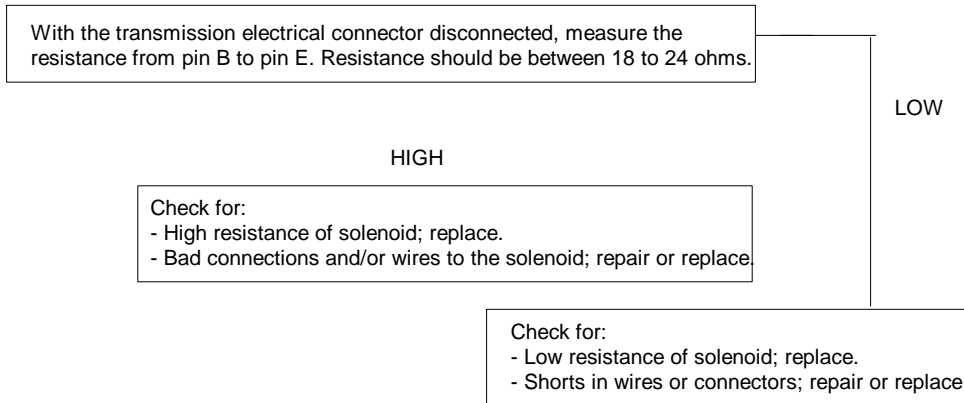 With the transmission electrical connector disconnected, measure the
resistance from pin B to pin E. Resistance should be between 18 to 24 ohms.
LOW
HIGH
Check for:
- High resistance of solenoid; replace.
- Bad connections and/or wires to the solenoid; repair or replace.
Check for:
- Low resistance of solenoid; replace.
- Shorts in wires or connectors; repair or replace